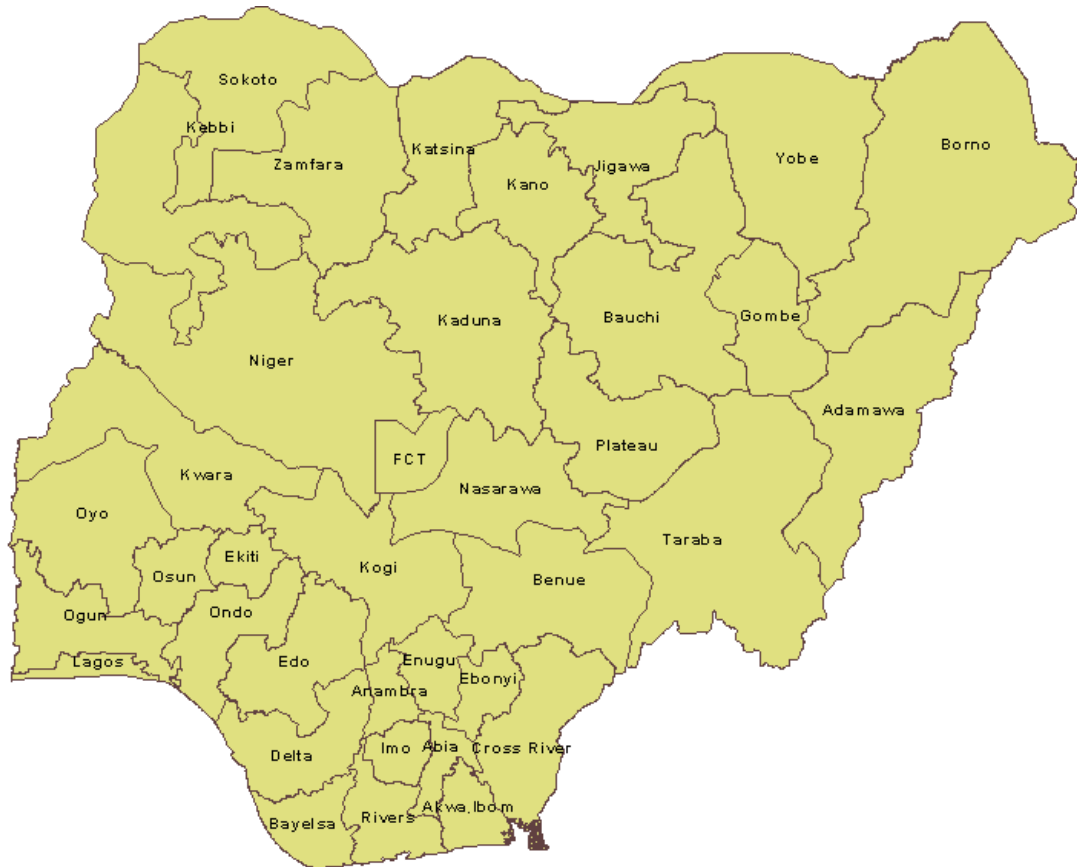 Sokoto
Kebbi
Zamfara
Katsina
Kano
Jigawa
Yobe
Borno
Niger
Kaduna
Bauchi
Gombe
Adamawa
FCT
Plateau
Kwara
Nasarawa
Oyo
Taraba
Osun
Ekiti
Kogi
Benue
Ogun
Ondo
Lagos
Edo
Enugu
Ebonyi
Anambra
Delta
Imo
Abia
Cross River
Bayelsa
Rivers
Akwa.Ibom